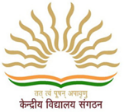 तत् त्वं पूषन् अपावृणु
केन्द्रीय विद्यालय संगठन